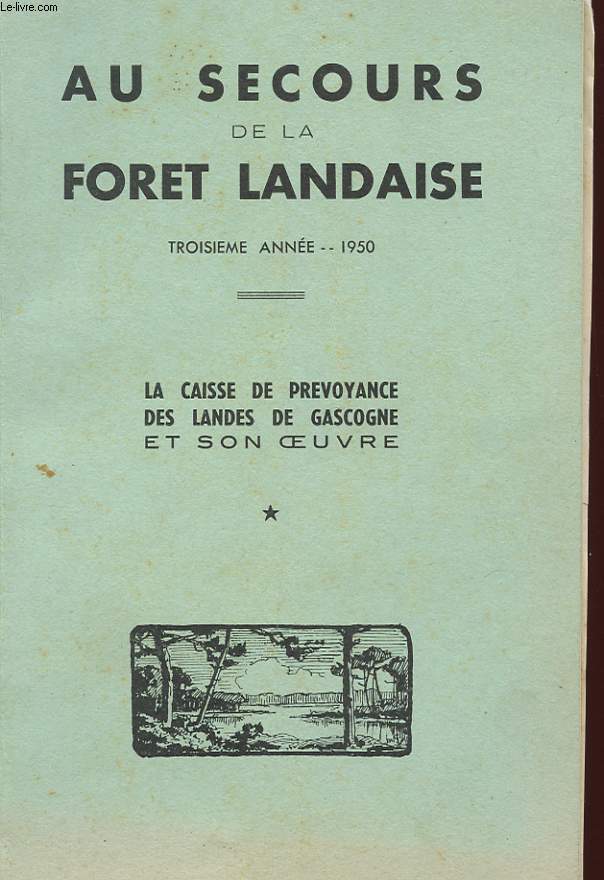 Le-livre.com
AU SECOURS
DE LA
FORET LANDAISE
TROISIEME ANNÉE -- 1950
LA CAISSE DE PREVOYANCE
DES LANDES DE GASCOGNE
ET SON ŒUVRE